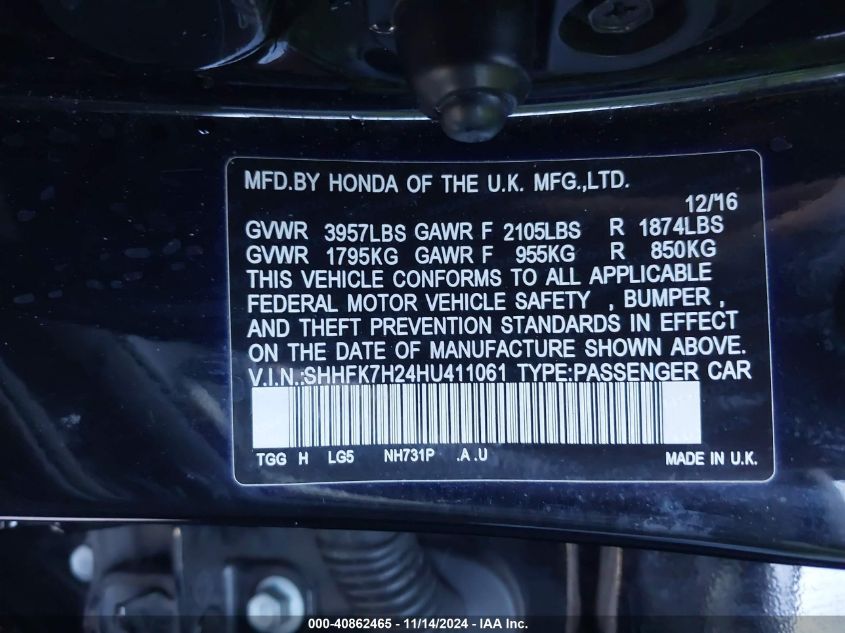 MFD.BY HONDA OF THE U.K. MFG.,LTD.
12/16
GVWR 3957LBS GAWR F 2105LBS R 1874LBS
GVWR 1795KG GAWR F 955KG R 850KG
THIS VEHICLE CONFORMS TO ALL APPLICABLE
FEDERAL MOTOR VEHICLE SAFETY , BUMPER ,
AND THEFT PREVENTION STANDARDS IN EFFECT
ON THE DATE OF MANUFACTURE SHOWN ABOVE.
V.I.N.:SHHFK7H24HU411061 TYPE:PASSENGER CAR
TGG H LG5 NH731P .A .U MADE IN U.K.
000-40862465 - 11/14/2024 - IAA Inc.